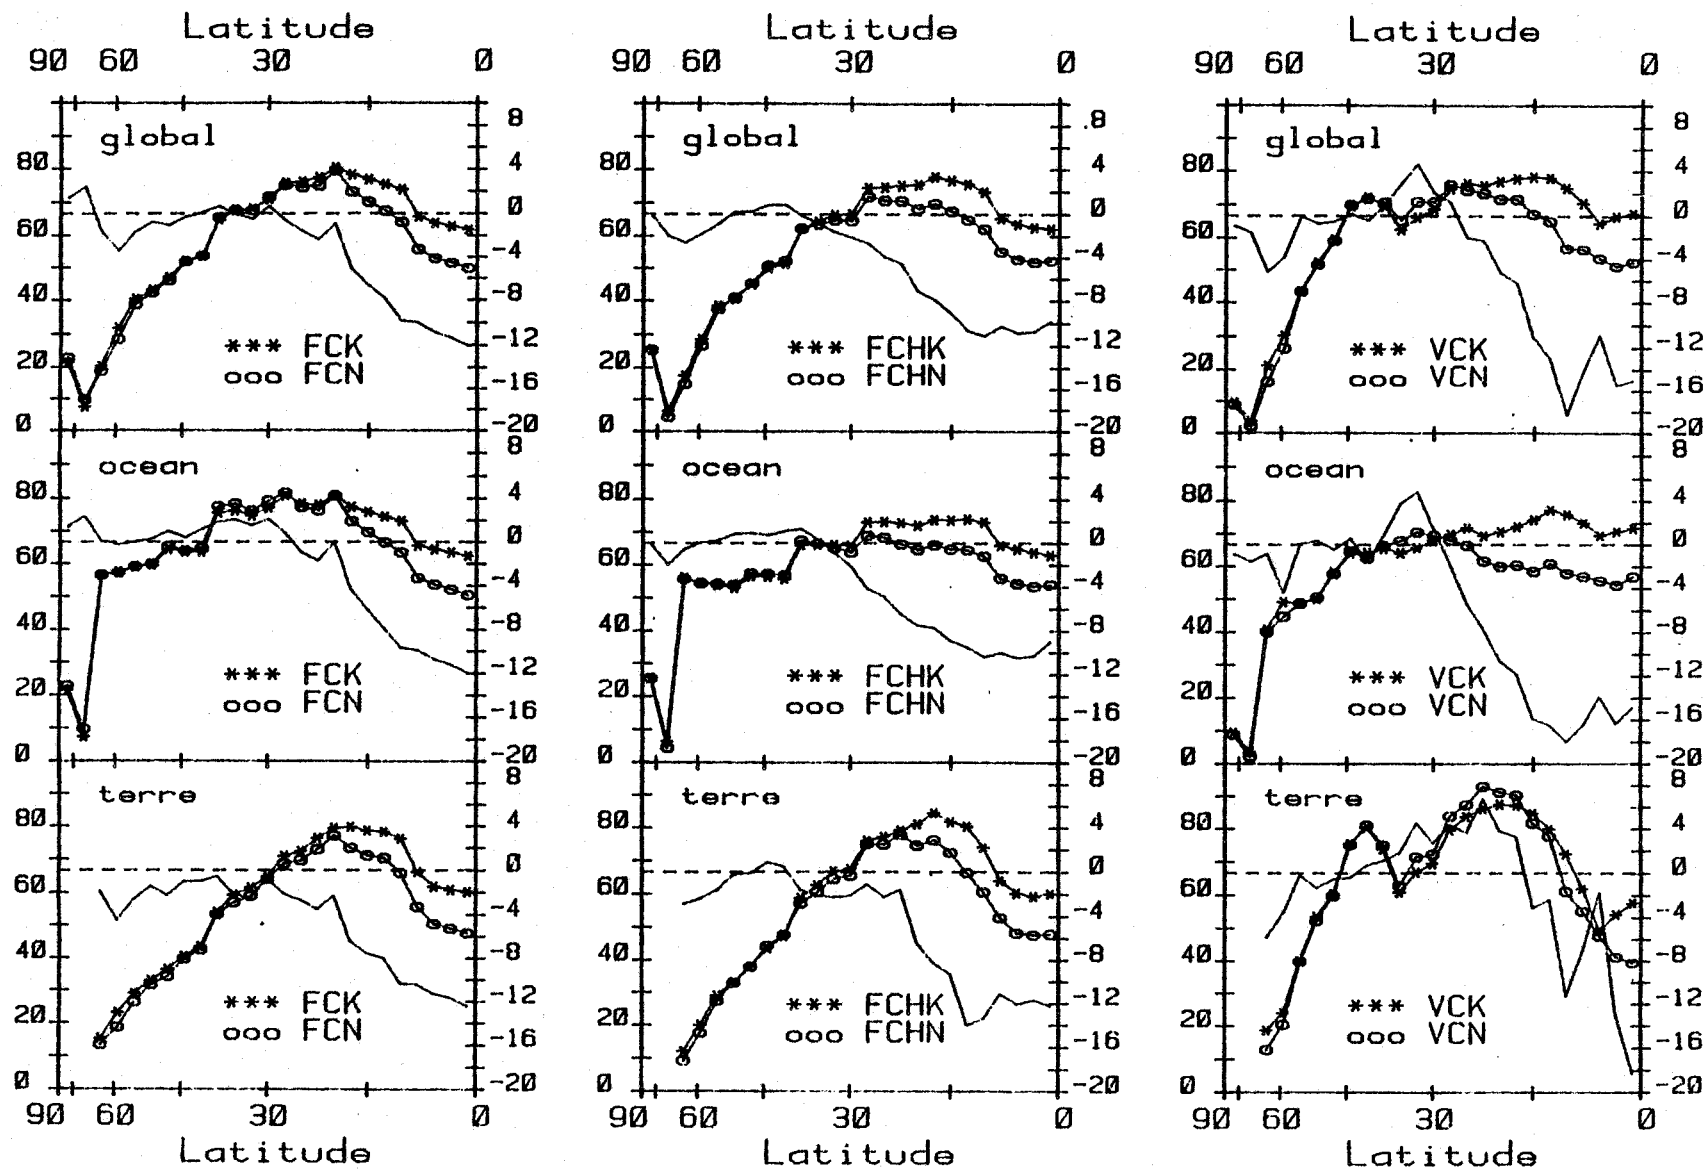 Latitude Latitude Latitude
90 60 30 0 90 60 30 0 90 60 30 0
global global global
80 60 40 20 0
8 4 0 -4 -8 -12 -16 -20
80 60 40 20 0
.8 4 0 -4 -8 -12 -16 -20
80 60 40 20 0
8 4 0 -4 -8 -12 -16 -20
*** FCK
ooo FCN
*** FCHK
ooo FCHN
*** VCK
ooo VCN
ocean ocean ocean
80 60 40 20 0
8 4 0 -4 -8 -12 -16 -20
80 60 40 20 0
8 4 0 -4 -8 -12 -16 -20
80 60 40 20 0
8 4 0 -4 -8 -12 -16 -20
*** FCK
ooo FCN
*** FCHK
ooo FCHN
*** VCK
ooo VCN
terre terre terre
80 60 40 20 0
8 4 0 -4 -8 -12 -16 -20
80 60 40 20 0
8 4 0 -4 -8 -12 -16 -20
80 60 40 20 0
8 4 0 -4 -8 -12 -16 -20
*** FCK
ooo FCN
*** FCHK
ooo FCHN
*** VCK
ooo VCN
90 60 30 0 90 60 30 0 90 60 30 0
Latitude Latitude Latitude